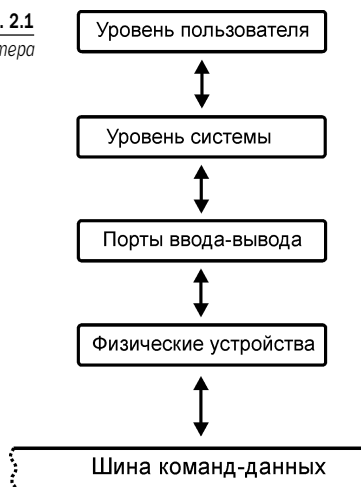 . 2.1
тера
Уровень пользователя
Уровень системы
Порты ввода-вывода
Физические устройства
Шина команд-данных